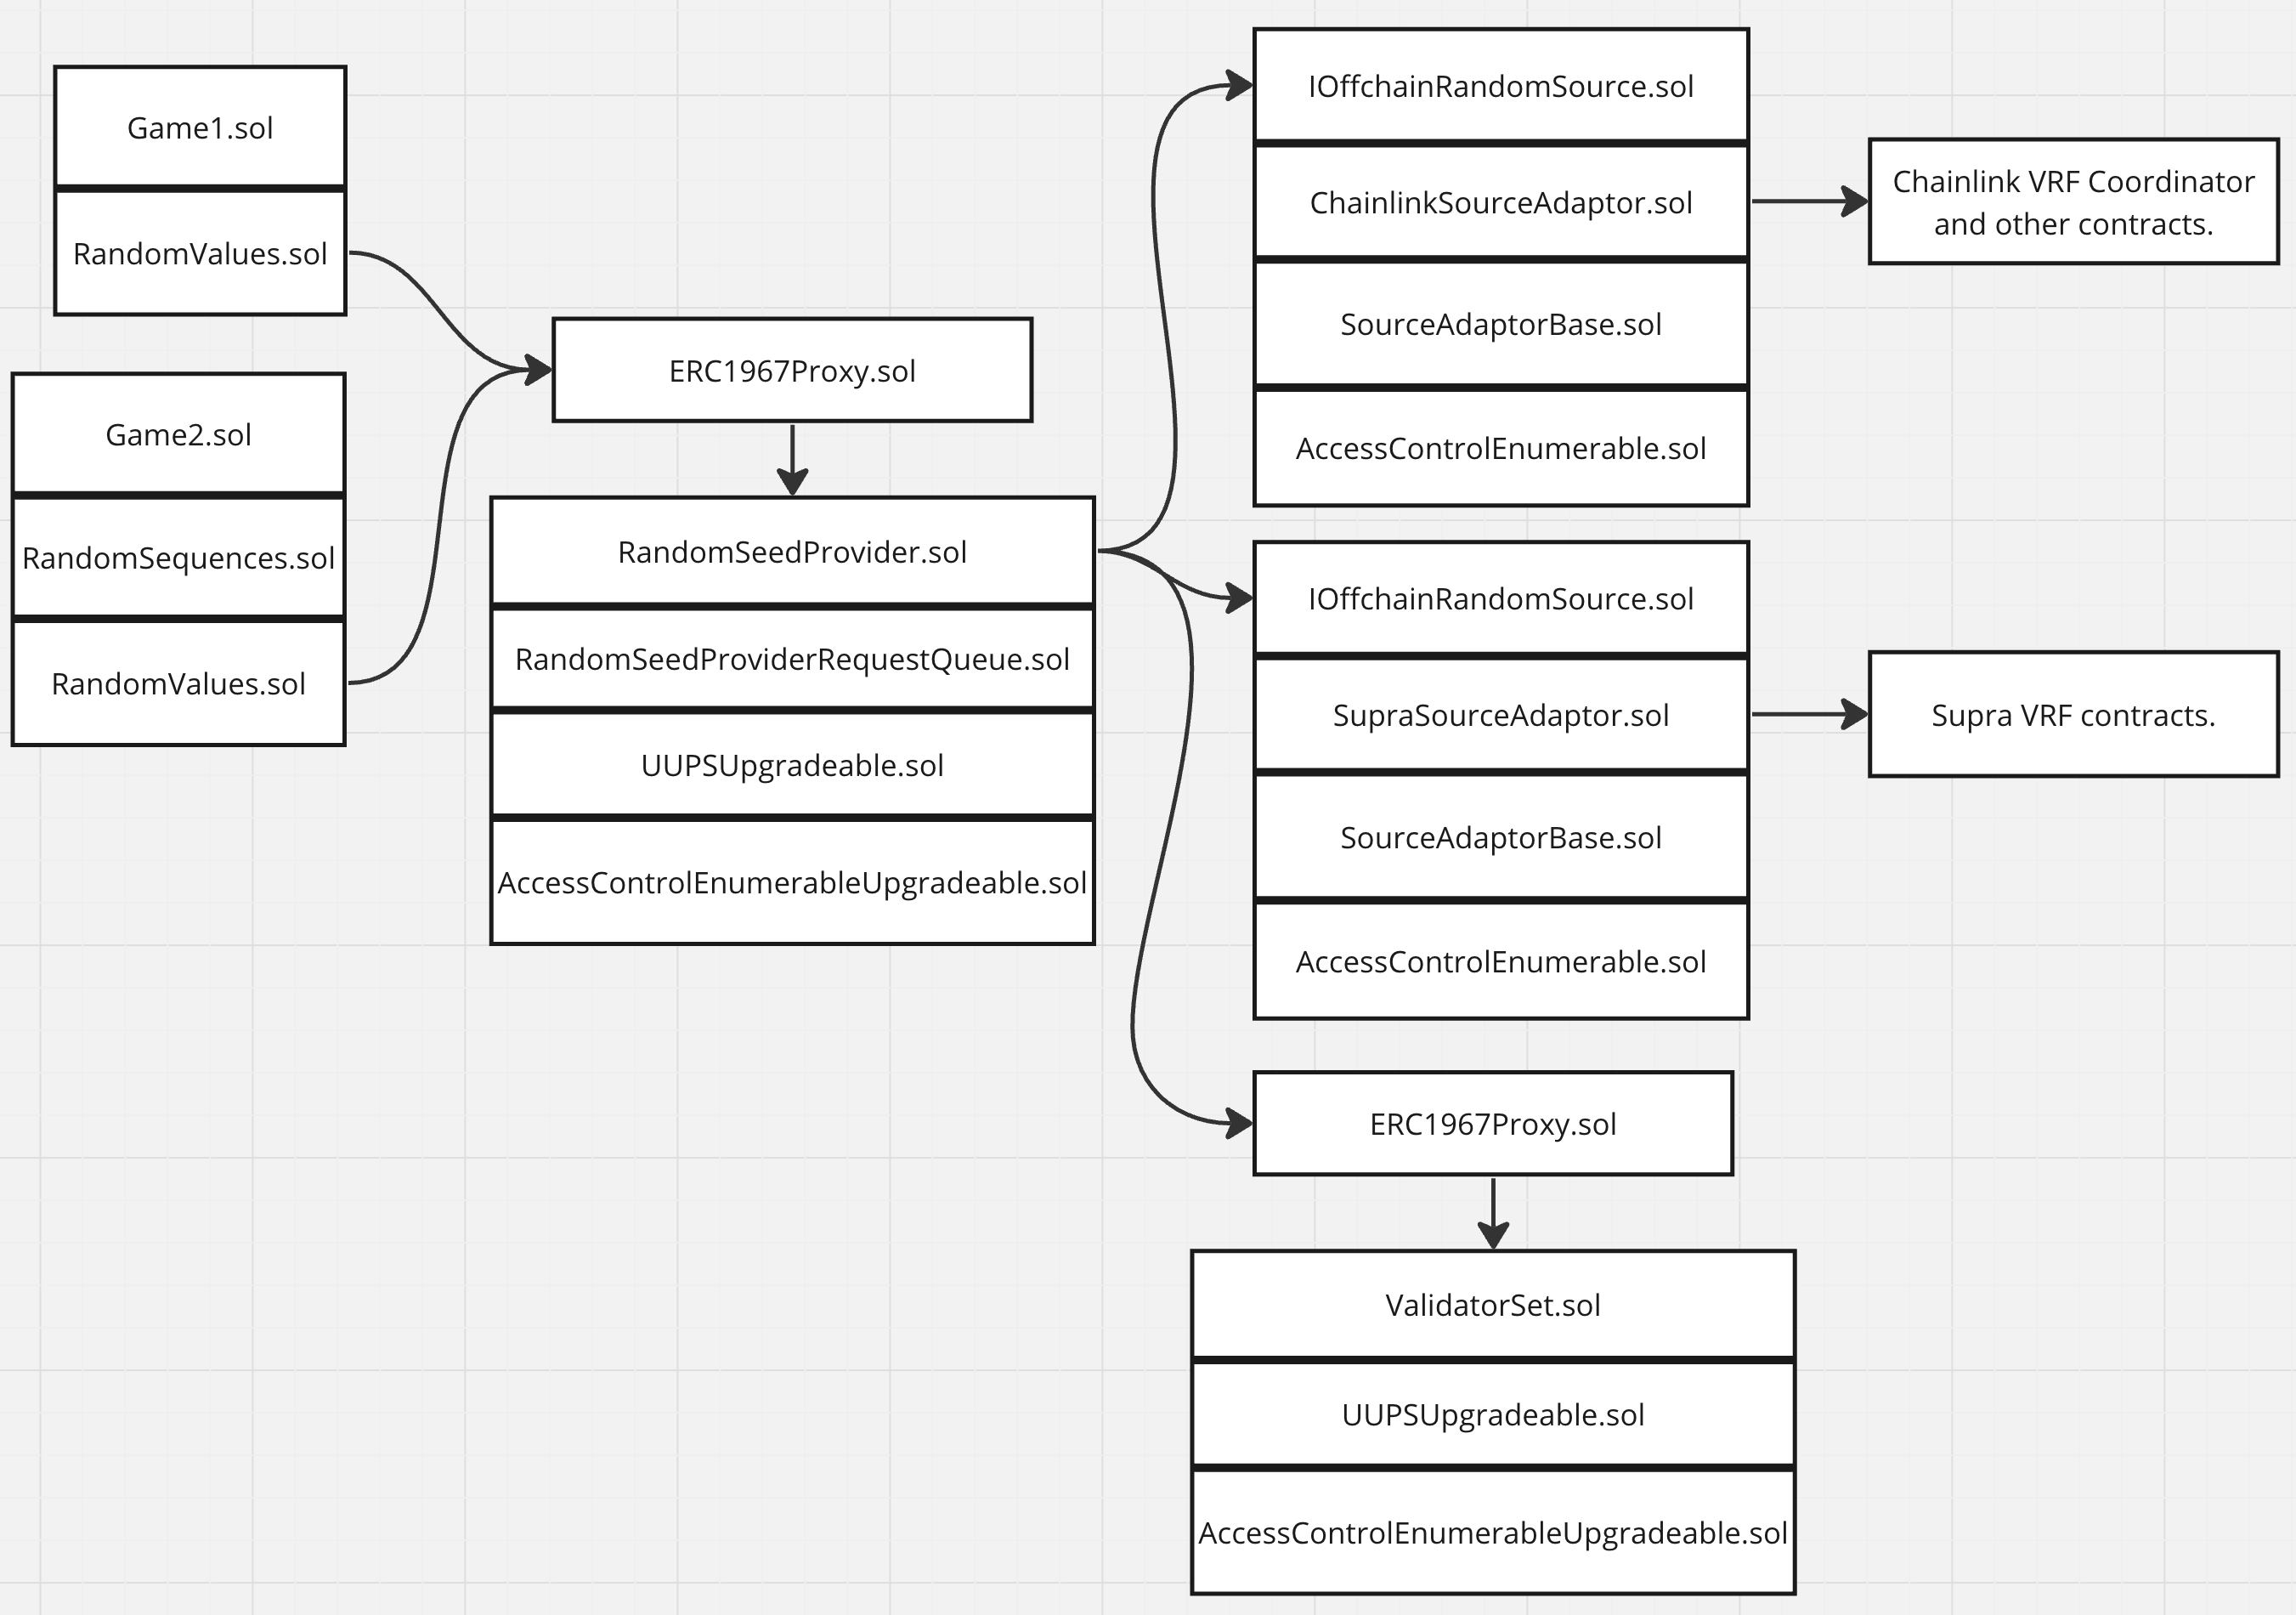 Game1.sol
RandomValues.sol
Game2.sol
RandomSequences.sol
RandomValues.sol
ERC1967Proxy.sol
RandomSeedProvider.sol
RandomSeedProviderRequestQueue.sol
UUPSUpgradeable.sol
AccessControlEnumerableUpgradeable.sol
IOffchainRandomSource.sol
ChainlinkSourceAdaptor.sol
SourceAdaptorBase.sol
AccessControlEnumerable.sol
Chainlink VRF Coordinator
and other contracts.
IOffchainRandomSource.sol
SupraSourceAdaptor.sol
SourceAdaptorBase.sol
AccessControlEnumerable.sol
Supra VRF contracts.
ERC1967Proxy.sol
ValidatorSet.sol
UUPSUpgradeable.sol
AccessControlEnumerableUpgradeable.sol